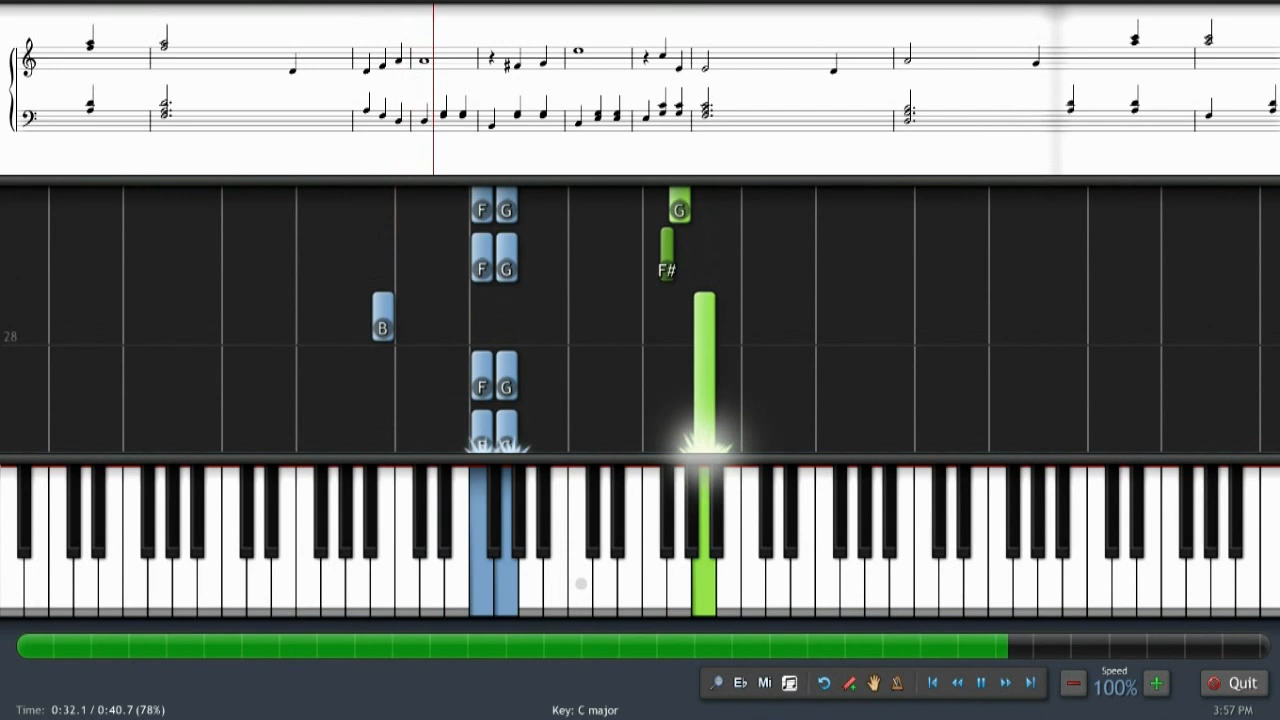 F G G
F G F#
B
28
F G
F G
Eb Mi
Speed
100%
Quit
Time: 0:32.1 / 0:40.7 (78%) Key: C major 3:57 PM